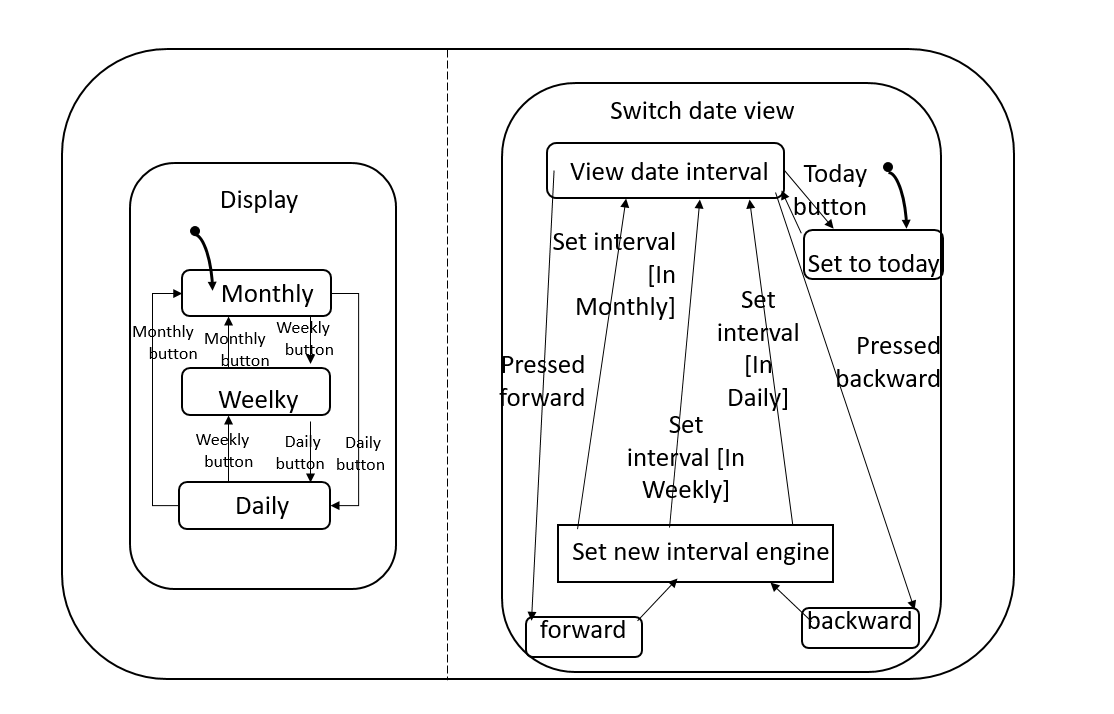 Display
Monthly
Monthly
button
Monthly
button
Weekly
button
Welky
Weekly
button
Daily
button
Daily
button
Daily
Switch date view
View date interval
Today
button
Set to today
Set interval
[In
Monthly]
Set
interval
[In
Daily]
Pressed
forward
Pressed
backward
Set
interval [In
Weekly]
Set new interval engine
forward
backward